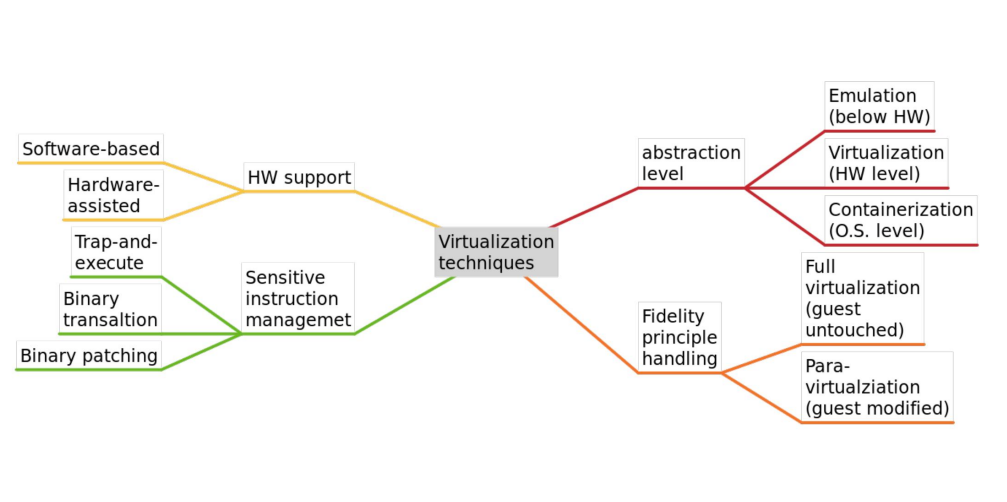 Virtualization
techniques
HW support
Software-based
Hardware-
assisted
Sensitive
instruction
managemet
Trap-and-
execute
Binary
transaltion
Binary patching
abstraction
level
Emulation
(below HW)
Virtualization
(HW level)
Containerization
(O.S. level)
Fidelity
principle
handling
Full
virtualization
(guest
untouched)
Para-
virtualziation
(guest modified)